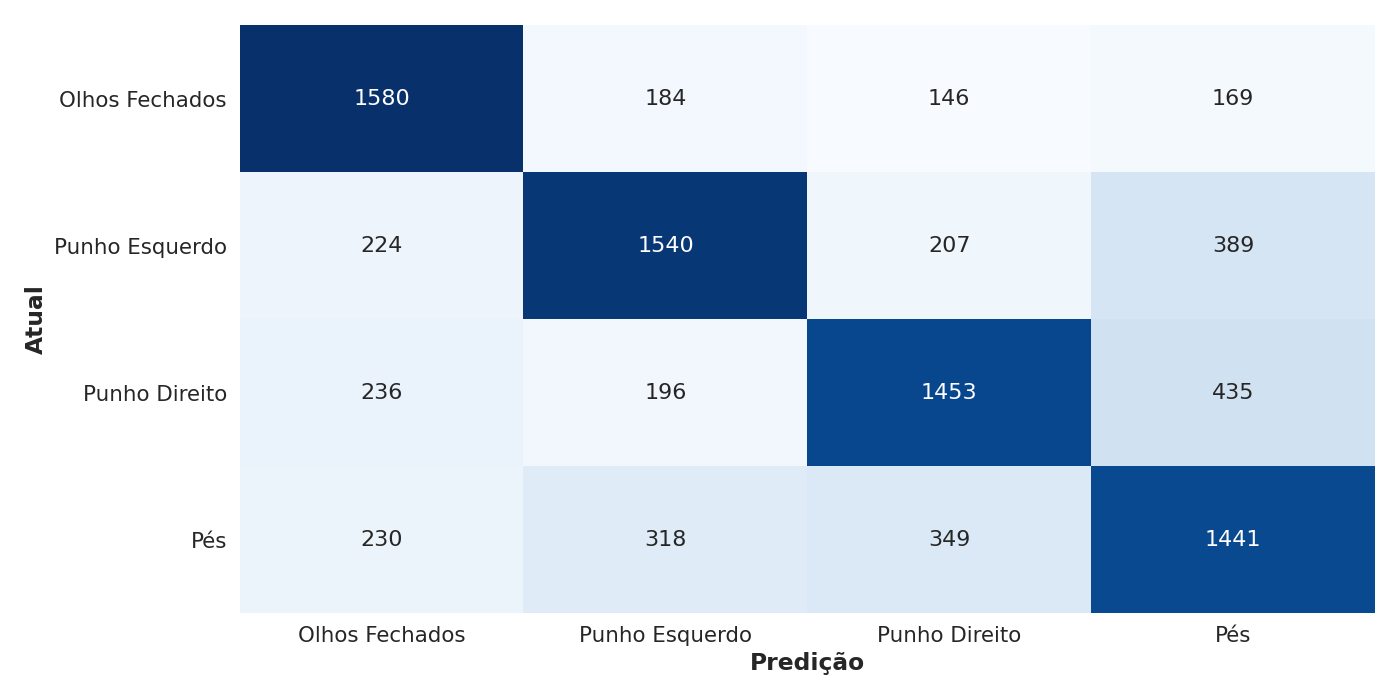 Olhos Fechados 1580 184 146 169
Punho Esquerdo 224 1540 207 389
Punho Direito 236 196 1453 435
Pés 230 318 349 1441
Olhos Fechados Punho Esquerdo Punho Direito Pés
Predição
Atual